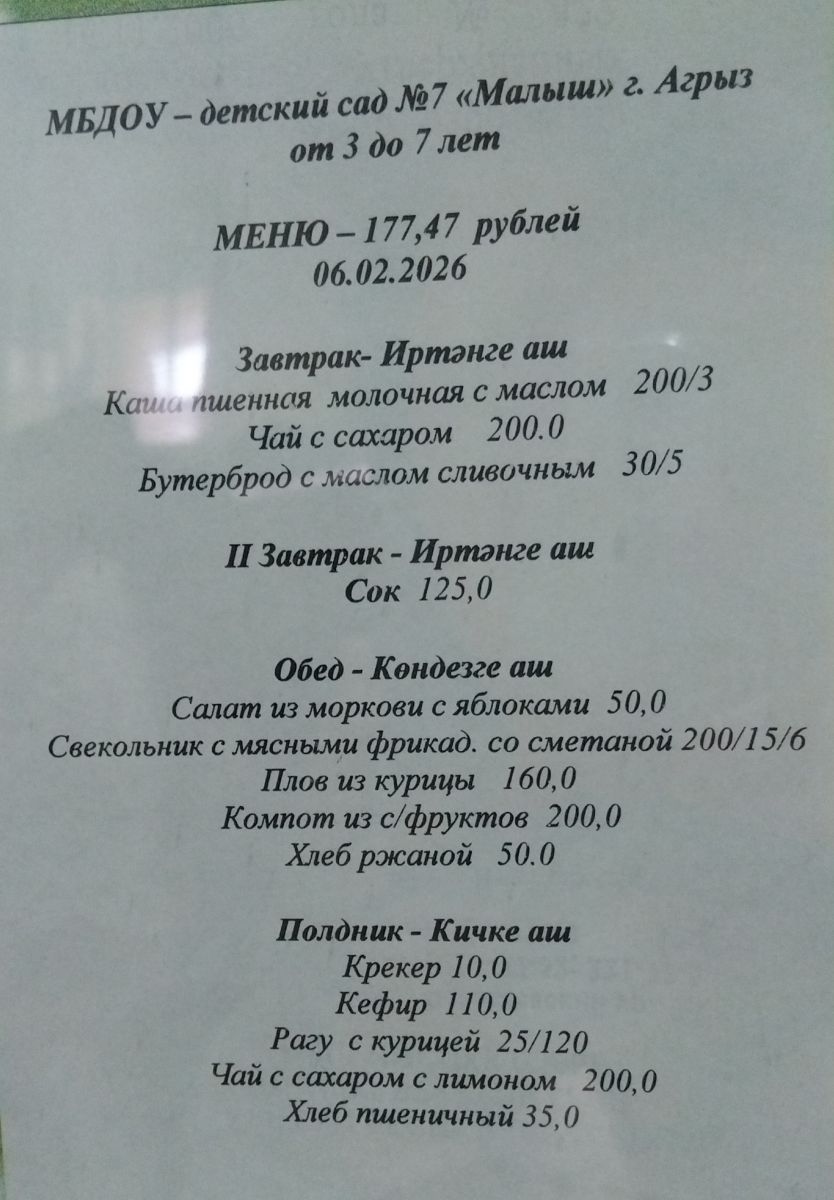 МБДОУ – детский сад №7 «Малыш» г. Агрыз
от 3 до 7 лет
МЕНЮ – 177,47 рублей
06.02.2026
Завтрак- Иртәнге аш
Каша пшенная молочная с маслом 200/3
Чай с сахаром 200.0
Бутерброд с маслом сливочным 30/5
II Завтрак - Иртәнге аш
Сок 125,0
Обед - Көндезге аш
Салат из моркови с яблоками 50,0
Свекольник с мясными фрикад. со сметаной 200/15/6
Плов из курицы 160,0
Компот из с/фруктов 200,0
Хлеб ржаной 50.0
Полдник - Кичке аш
Крекер 10,0
Кефир 110,0
Рагу с курицей 25/120
Чай с сахаром с лимоном 200,0
Хлеб пшеничный 35,0